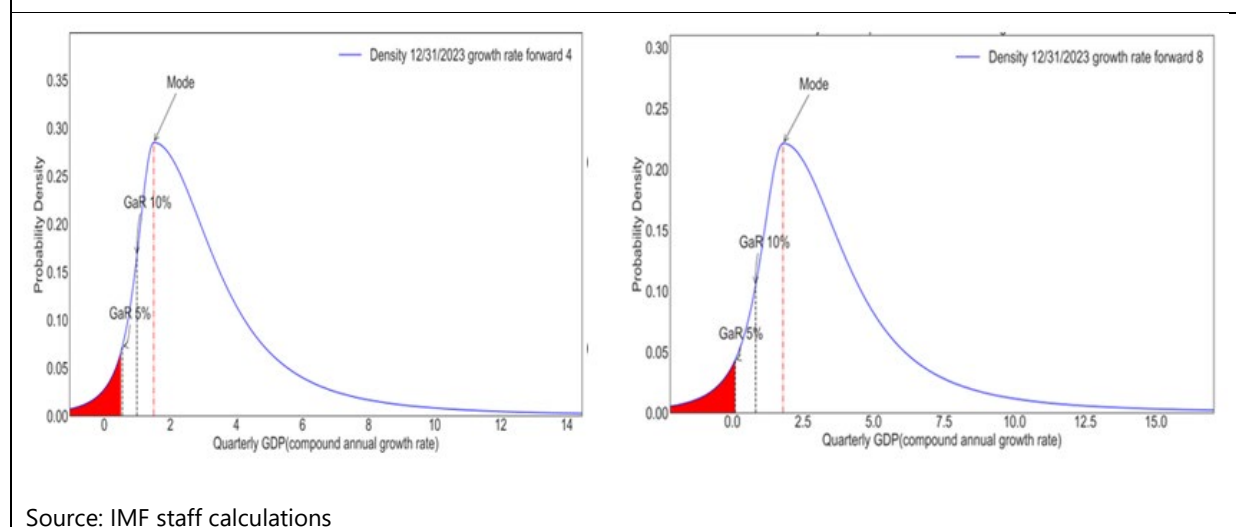 Density 12/31/2023 growth rate forward 4
Mode
GaR 10%
GaR 5%
Probability Density
0.35
0.30
0.25
0.20
0.15
0.10
0.05
0.00
0 2 4 6 8 10 12 14
Quarterly GDP(compound annual growth rate)
Density 12/31/2023 growth rate forward 8
Mode
GaR 10%
GaR 5%
Probability Density
0.30
0.25
0.20
0.15
0.10
0.05
0.00
0.0 2.5 5.0 7.5 10.0 12.5 15.0
Quarterly GDP(compound annual growth rate)
Source: IMF staff calculations